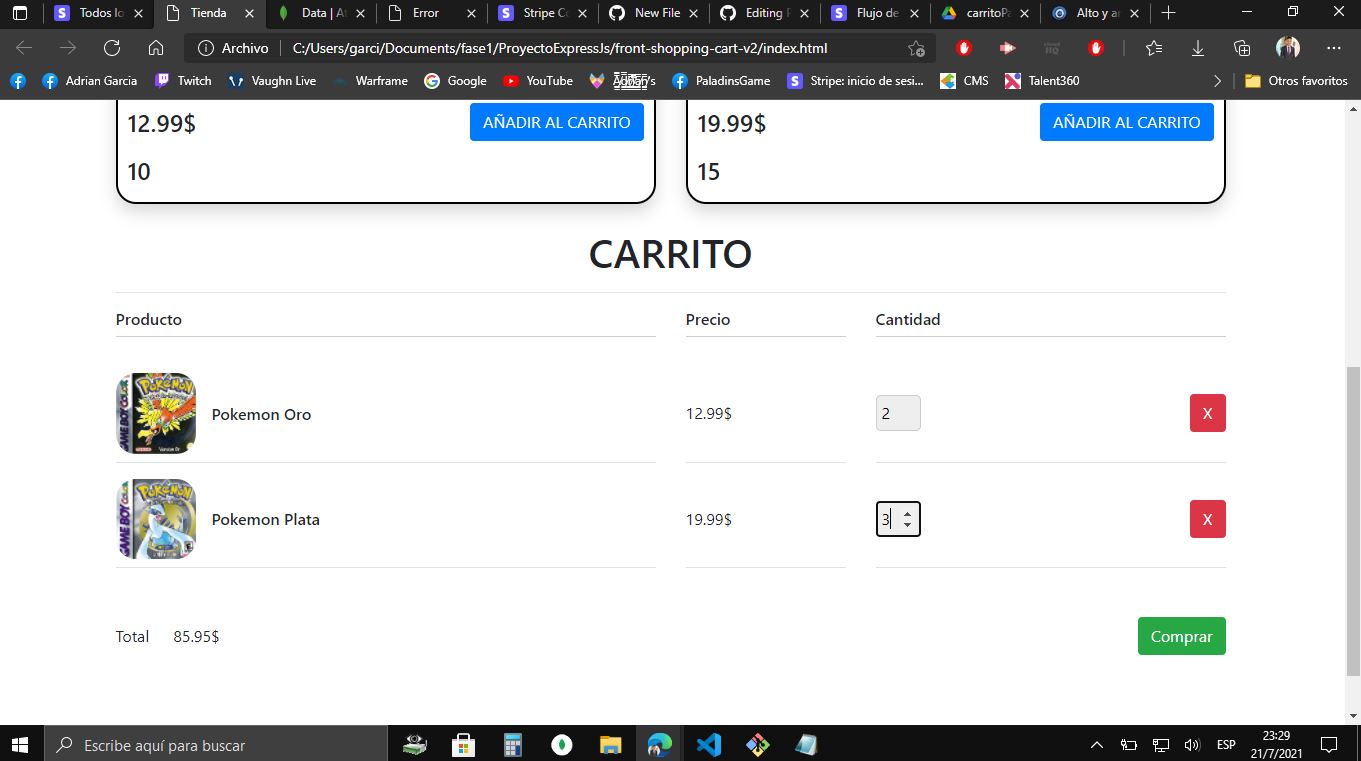 Todos lo
Tienda
Data | At
Error
Stripe Co
New File
Editing F
Flujo de
carritoPa
Alto y an
Archivo
C:/Users/garci/Documents/fase1/ProyectoExpressJs/front-shopping-cart-v2/index.html
Adrian Garcia
Twitch
Vaughn Live
Warframe
Google
YouTube
PaladinsGame
Stripe: inicio de sesi...
CMS
Talent360
Otros favoritos
12.99$
AÑADIR AL CARRITO
10
19.99$
AÑADIR AL CARRITO
15
CARRITO
Producto
Precio
Cantidad
Pokemon Oro
12.99$
2
X
Pokemon Plata
19.99$
3
X
Total
85.95$
Comprar
Escribe aquí para buscar
ESP
23:29
21/7/2021